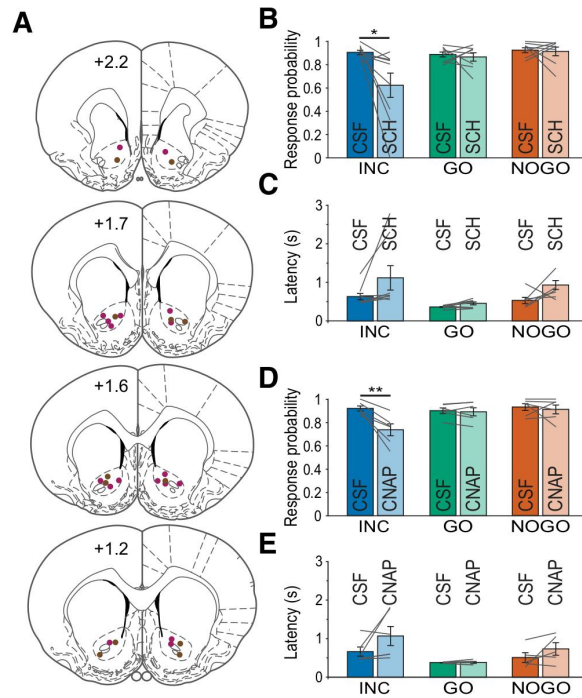 A
+2.2
+1.7
+1.6
+1.2
B
Response probability
1
0.8
0.6
0.4
0.2
0
*
CSF
SCH
CSF
SCH
CSF
SCH
INC
GO
NOGO
C
Latency (s)
3
2
1
0
CSF
SCH
CSF
SCH
CSF
SCH
INC
GO
NOGO
D
Response probability
1
0.8
0.6
0.4
0.2
0
**
CSF
CNAP
CSF
CNAP
CSF
CNAP
INC
GO
NOGO
E
Latency (s)
3
2
1
0
CSF
CNAP
CSF
CNAP
CSF
CNAP
INC
GO
NOGO